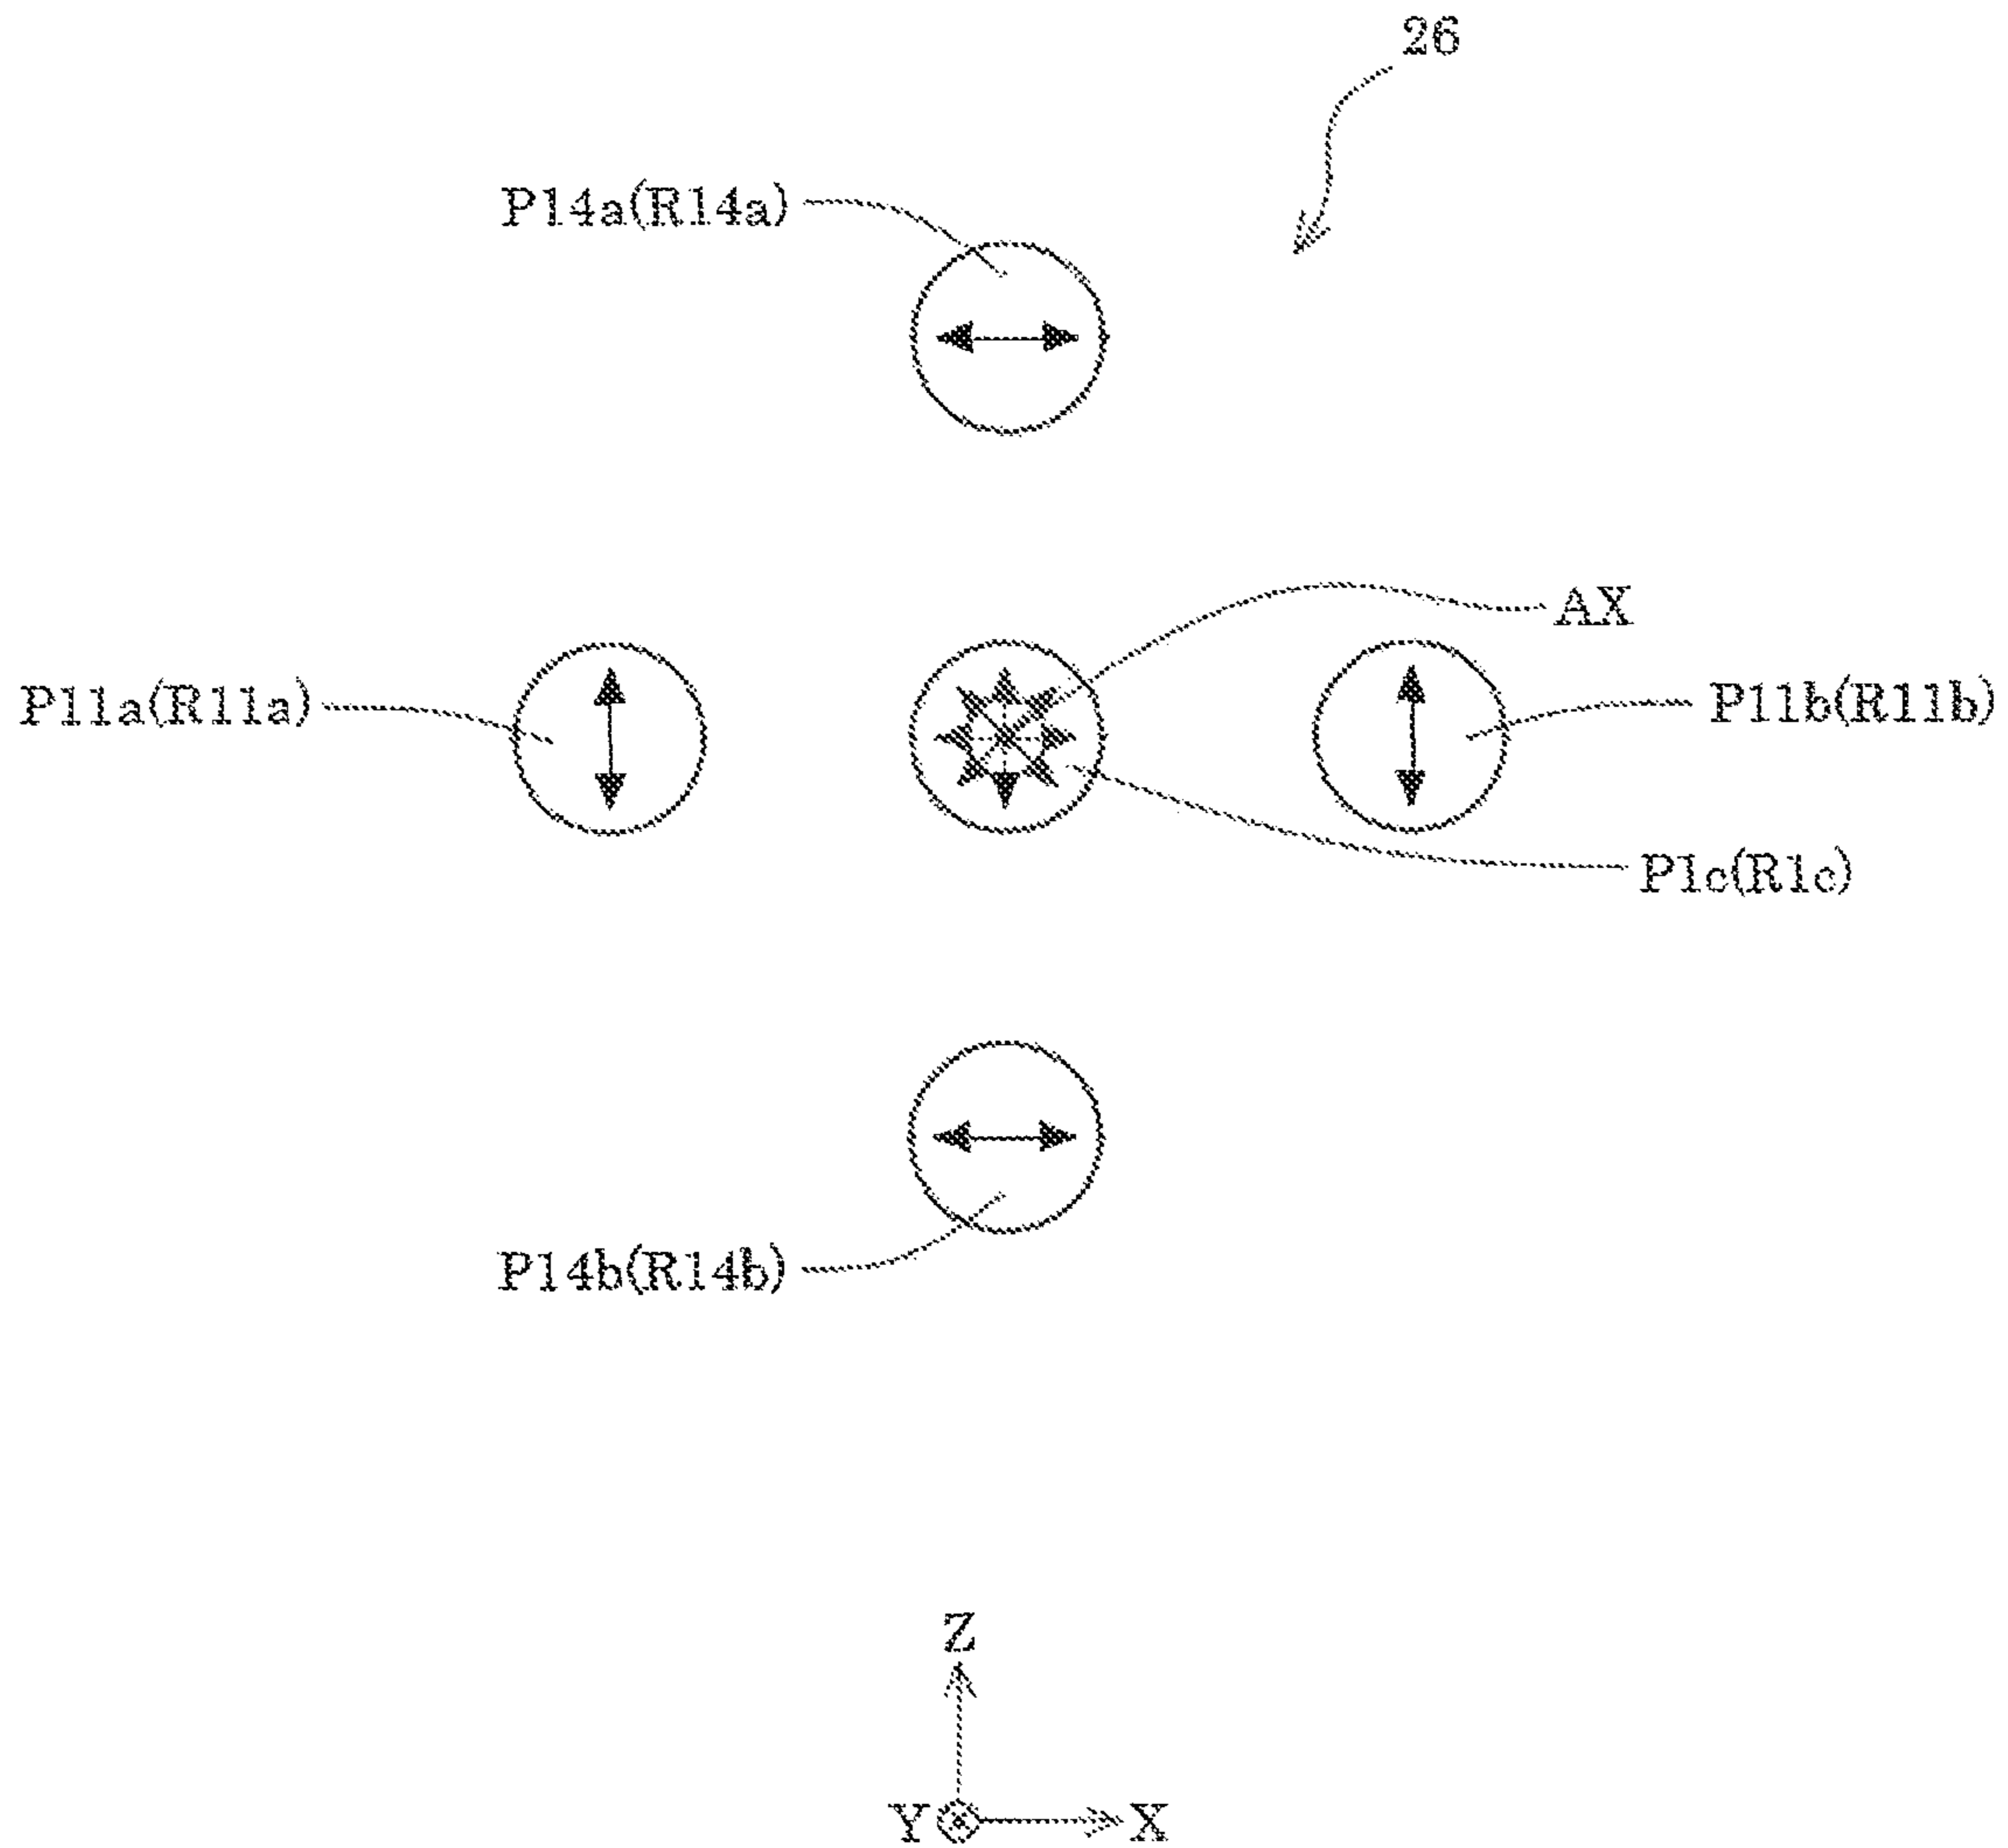 26
P14a(R14a)
AX
P11a(R11a)
P11b(R11b)
P1c(R1c)
P14b(R14b)
Z
Y
X